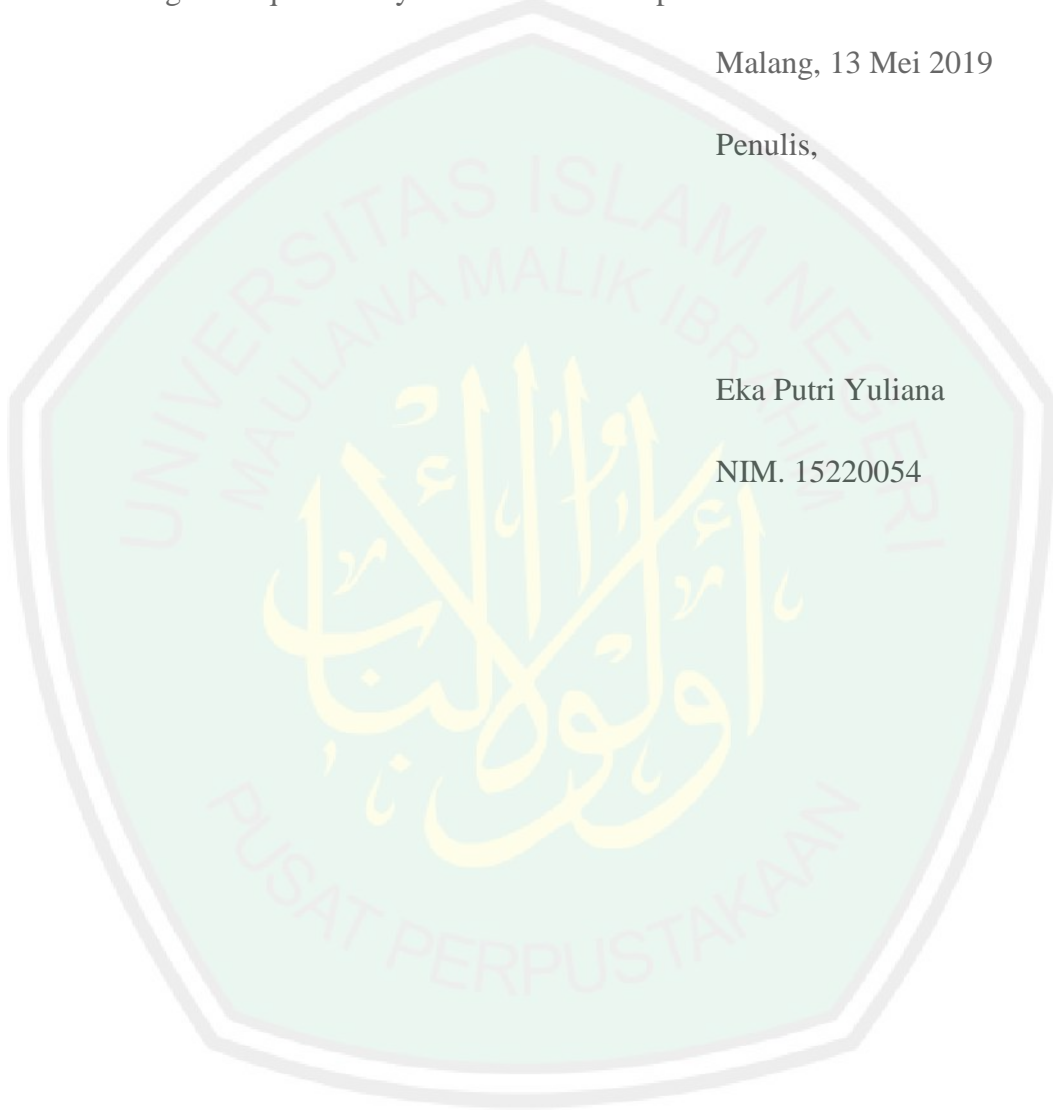 Malang, 13 Mei 2019
Penulis,
Eka Putri Yuliana
NIM. 15220054
UNIVERSITAS ISLAM NEGERI
MAULANA MALIK IBRAHIM
أولوا الألباب
PUSAT PERPUSTAKAAN